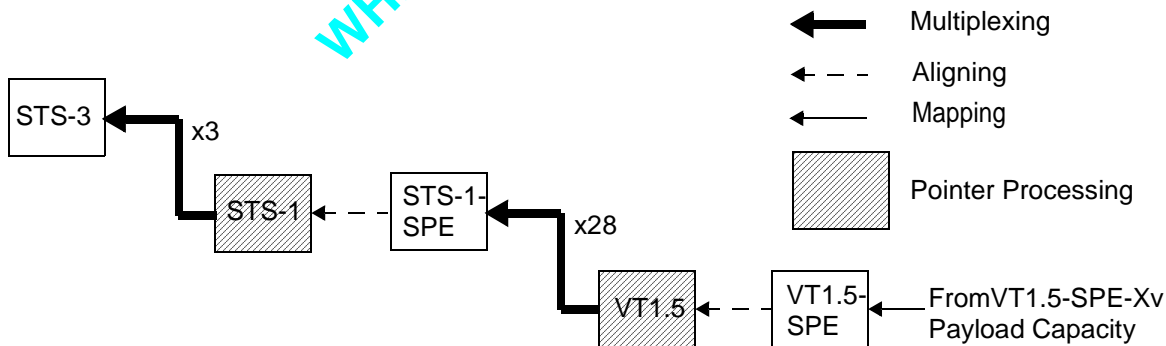 WH
Multiplexing
Aligning
Mapping
Pointer Processing
STS-3
x3
STS-1
STS-1-
SPE
x28
VT1.5
VT1.5-
SPE
FromVT1.5-SPE-Xv
Payload Capacity